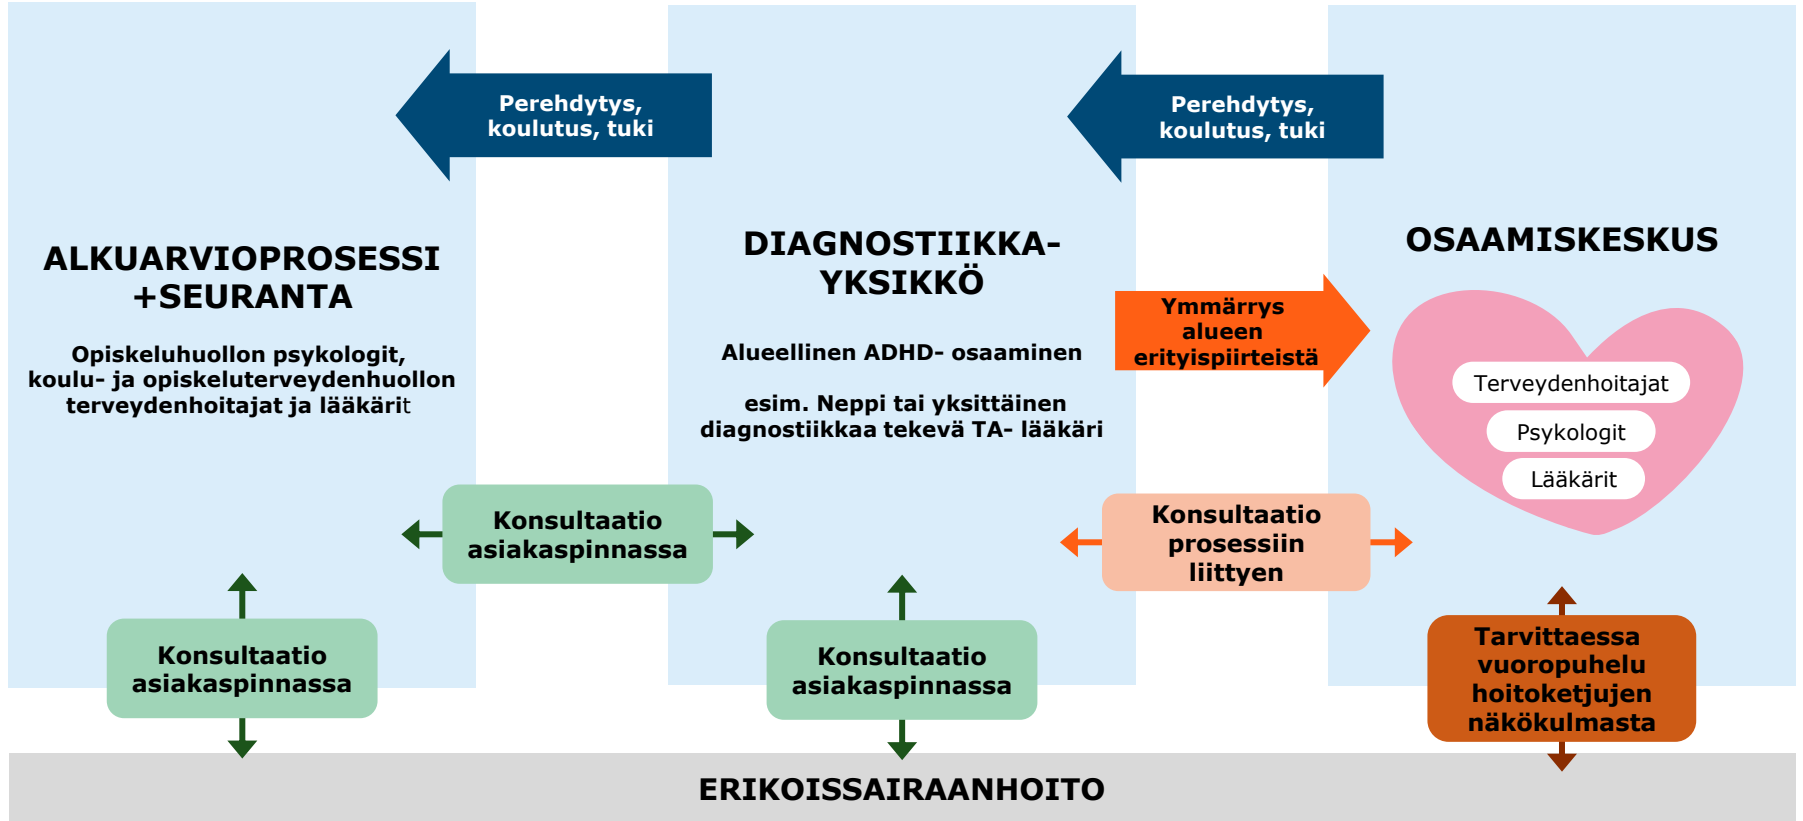 Perehdytys,
koulutus, tuki
Perehdytys,
koulutus, tuki
ALKUARVIOPROSESSI
+SEURANTA
Opiskeluhuollon psykologit,
koulu- ja opiskeluterveydenhuollon
terveydenhoitajat ja lääkärit
DIAGNOSTIIKKA-
YKSIKKÖ
Alueellinen ADHD- osaaminen
esim. Neppi tai yksittäinen
diagnostiikkaa tekevä TA- lääkäri
Ymmärrys
alueen
erityispiirteistä
OSAAMISKESKUS
Terveydenhoitajat
Psykologit
Lääkärit
Konsultaatio
asiakaspinnassa
Konsultaatio
prosessiin
liittyen
Konsultaatio
asiakaspinnassa
Konsultaatio
asiakaspinnassa
Tarvittaessa
vuoropuhelu
hoitoketjujen
näkökulmasta
ERIKOISSAIRAANHOITO